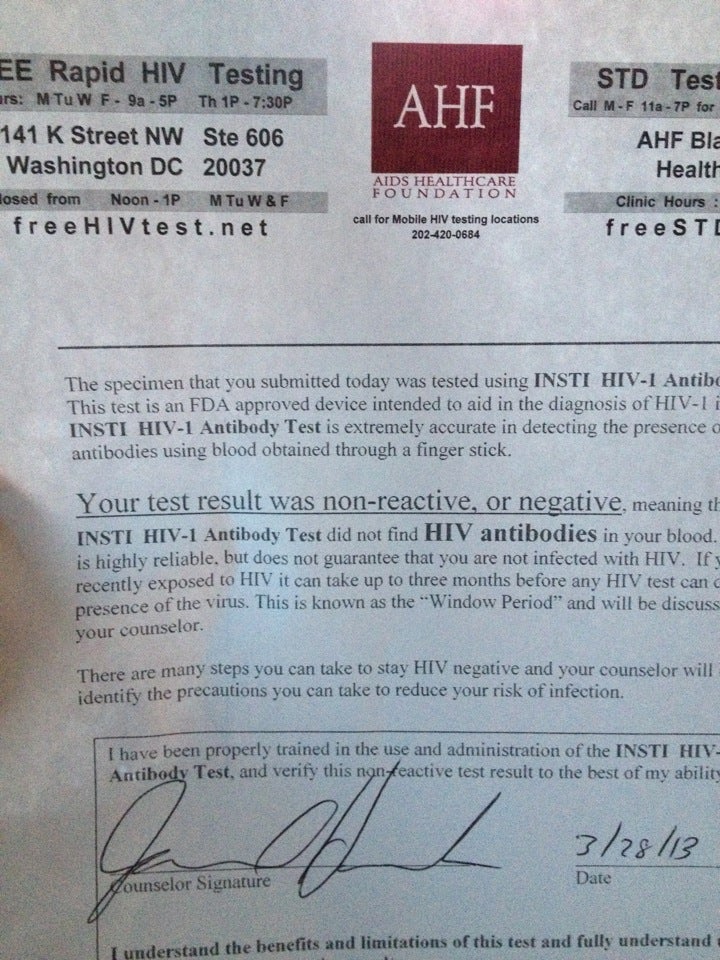 EE Rapid HIV Testing
rs: M Tu W F - 9a - 5P Th 1P - 7:30P
141 K Street NW Ste 606
Washington DC 20037
losed from Noon - 1P M Tu W & F
freeHIVtest.net
AHF
AIDS HEALTHCARE
FOUNDATION
call for Mobile HIV testing locations
202-420-0684
STD Test
Call M - F 11a - 7P for
AHF Bla
Health
Clinic Hours :
freeSTD
The specimen that you submitted today was tested using INSTI HIV-1 Antibo
This test is an FDA approved device intended to aid in the diagnosis of HIV-1 i
INSTI HIV-1 Antibody Test is extremely accurate in detecting the presence o
antibodies using blood obtained through a finger stick.
Your test result was non-reactive, or negative, meaning th
INSTI HIV-1 Antibody Test did not find HIV antibodies in your blood.
is highly reliable, but does not guarantee that you are not infected with HIV. If y
recently exposed to HIV it can take up to three months before any HIV test can d
presence of the virus. This is known as the “Window Period” and will be discuss
your counselor.
There are many steps you can take to stay HIV negative and your counselor will
identify the precautions you can take to reduce your risk of infection.
I have been properly trained in the use and administration of the INSTI HIV-
Antibody Test, and verify this non-reactive test result to the best of my ability
3/28/13
Counselor Signature Date
I understand the benefits and limitations of this test and fully understand